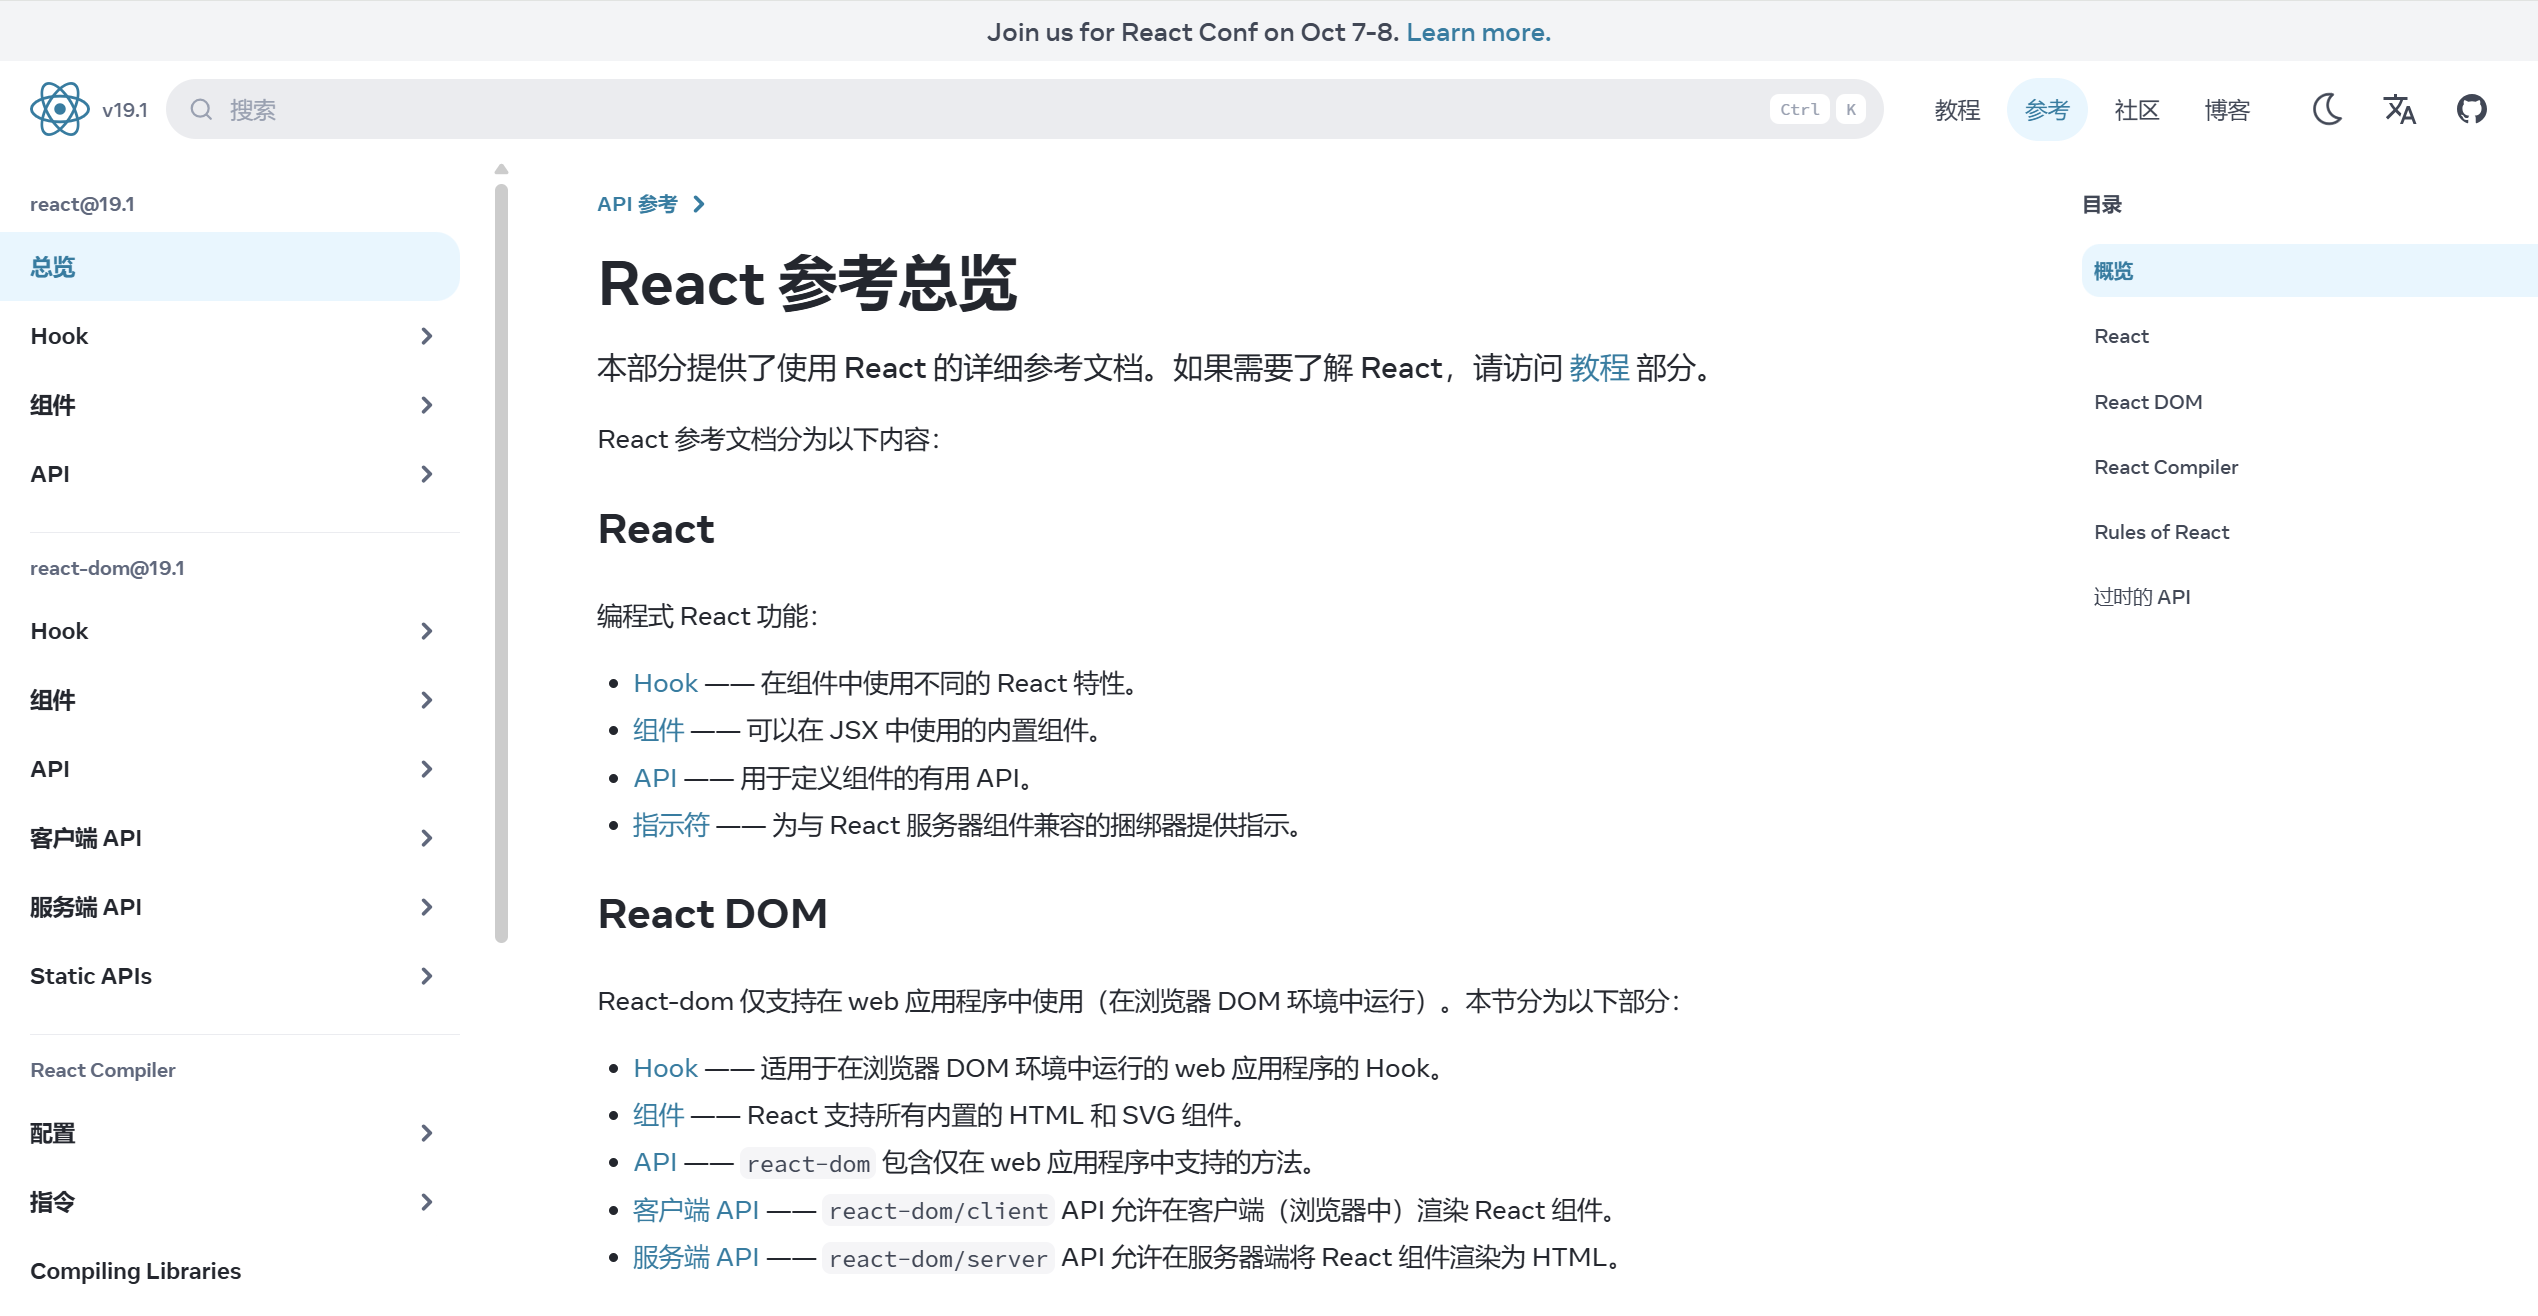 Join us for React Conf on Oct 7-8. Learn more.
v19.1
搜索
Ctrl K
教程
参考
社区
博客
react@19.1
总览
Hook
组件
API
react-dom@19.1
Hook
组件
API
客户端 API
服务端 API
Static APIs
React Compiler
配置
指令
Compiling Libraries
API 参考
React 参考总览
本部分提供了使用 React 的详细参考文档。如果需要了解 React，请访问 教程 部分。
React 参考文档分为以下内容：
React
编程式 React 功能：
Hook —— 在组件中使用不同的 React 特性。
组件 —— 可以在 JSX 中使用的内置组件。
API —— 用于定义组件的有用 API。
指示符 —— 为与 React 服务器组件兼容的捆绑器提供指示。
React DOM
React-dom 仅支持在 web 应用程序中使用（在浏览器 DOM 环境中运行）。本节分为以下部分：
Hook —— 适用于在浏览器 DOM 环境中运行的 web 应用程序的 Hook。
组件 —— React 支持所有内置的 HTML 和 SVG 组件。
API —— react-dom 包含仅在 web 应用程序中支持的方法。
客户端 API —— react-dom/client API 允许在客户端（浏览器中）渲染 React 组件。
服务端 API —— react-dom/server API 允许在服务器端将 React 组件渲染为 HTML。
目录
概览
React
React DOM
React Compiler
Rules of React
过时的 API